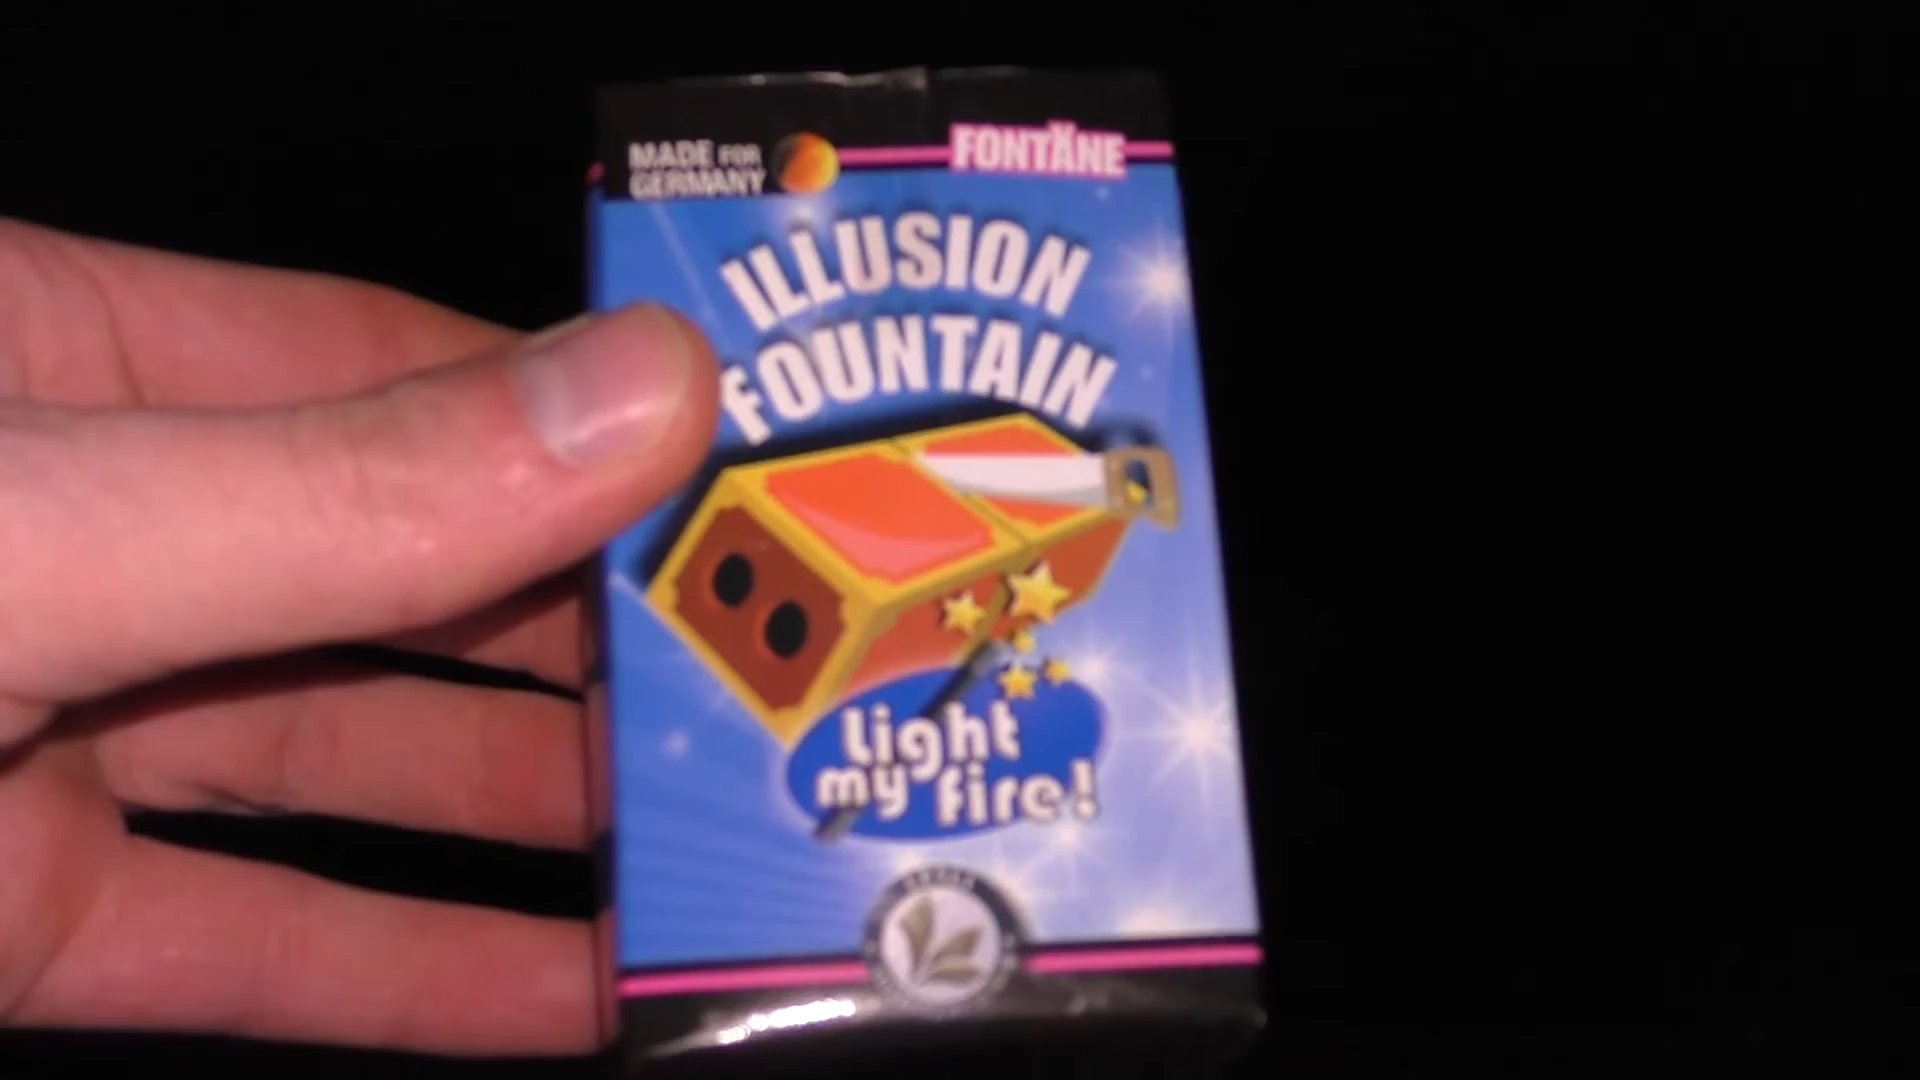 MADE FOR
GERMANY
FONTÄNE
ILLUSION
FOUNTAIN
Light
my fire!